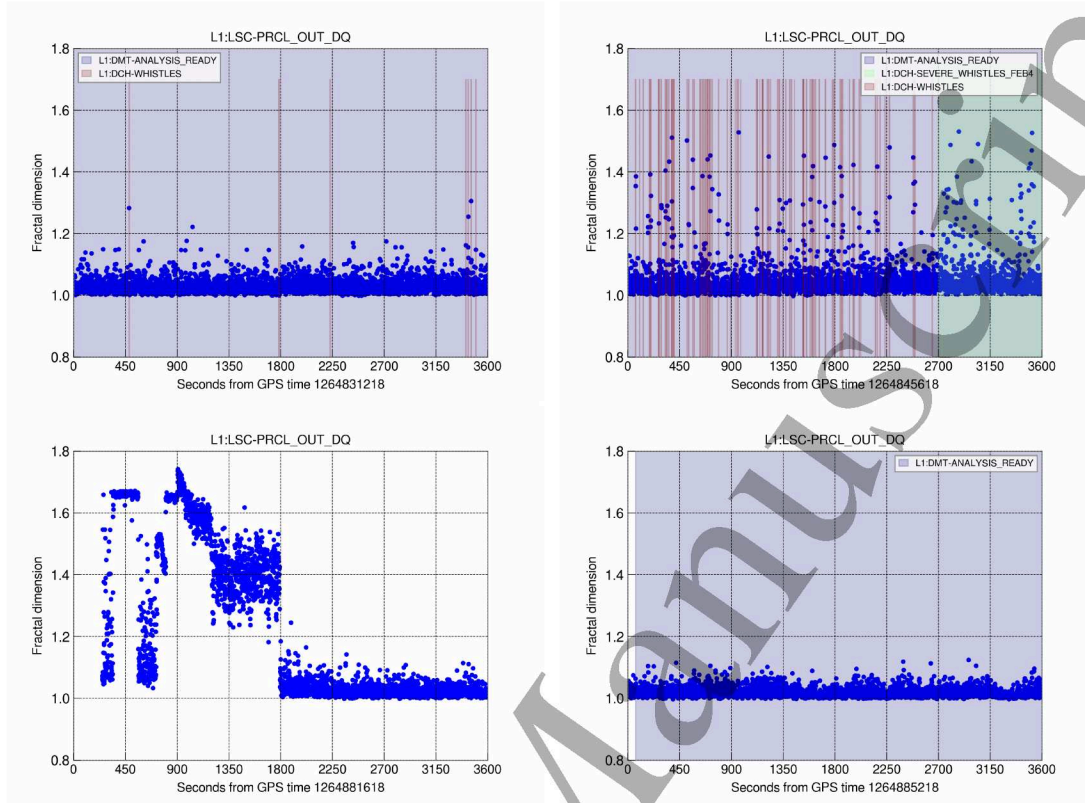 L1:LSC-PRCL_OUT_DQ
L1:DMT-ANALYSIS_READY
L1:DCH-WHISTLES
Fractal dimension
1.8
1.6
1.4
1.2
1.0
0.8
0 450 900 1350 1800 2250 2700 3150 3600
Seconds from GPS time 1264831218
L1:LSC-PRCL_OUT_DQ
L1:DMT-ANALYSIS_READY
L1:DCH-SEVERE_WHISTLES_FEB4
L1:DCH-WHISTLES
Fractal dimension
1.8
1.6
1.4
1.2
1.0
0.8
0 450 900 1350 1800 2250 2700 3150 3600
Seconds from GPS time 1264845618
L1:LSC-PRCL_OUT_DQ
Fractal dimension
1.8
1.6
1.4
1.2
1.0
0.8
0 450 900 1350 1800 2250 2700 3150 3600
Seconds from GPS time 1264881618
L1:LSC-PRCL_OUT_DQ
L1:DMT-ANALYSIS_READY
Fractal dimension
1.8
1.6
1.4
1.2
1.0
0.8
0 450 900 1350 1800 2250 2700 3150 3600
Seconds from GPS time 1264885218